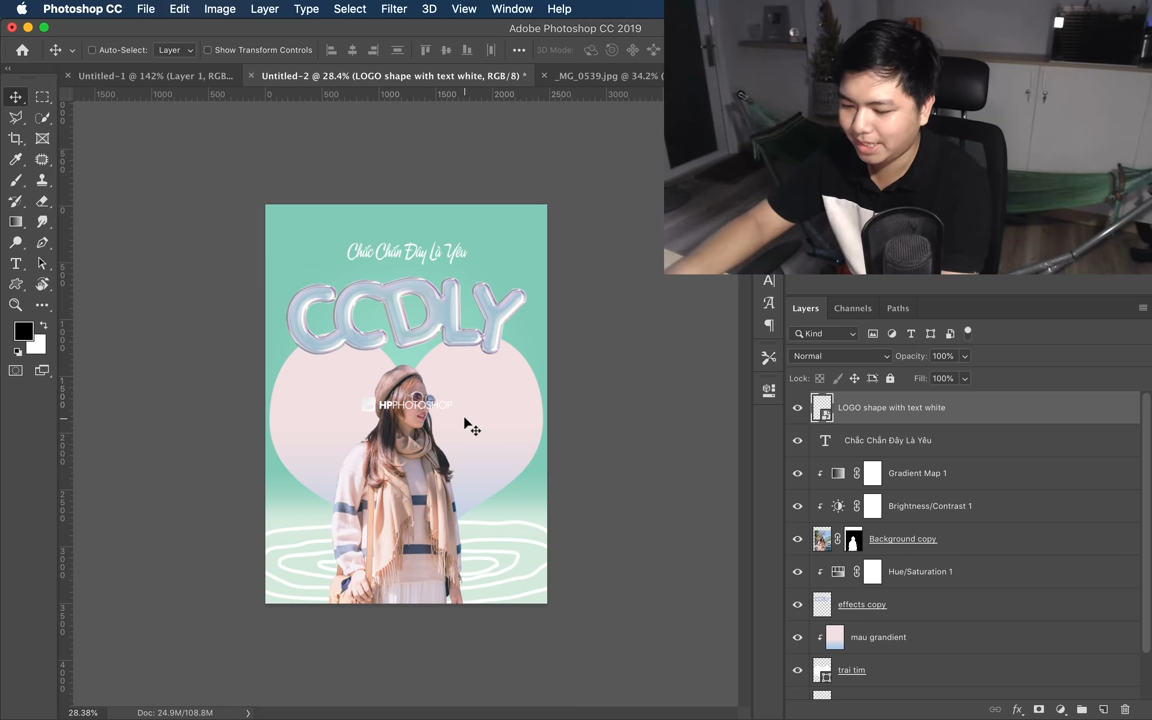 Photoshop CC File Edit Image Layer Type Select Filter 3D View Window Help
Adobe Photoshop CC 2019
Auto-Select: Layer Show Transform Controls 3D Mode:
Untitled-1 @ 142% (Layer 1, RGB... Untitled-2 @ 28.4% (LOGO shape with text white, RGB/8) * _MG_0539.jpg @ 34.2% (
1500 1000 500 0 500 1000 1500 2000 2500 3000
Chắc Chắn Đây Là Yêu
CCDLY
HPPHOTOSHOP
Layers Channels Paths
Kind
Normal Opacity: 100%
Lock: Fill: 100%
LOGO shape with text white
Chắc Chắn Đây Là Yêu
Gradient Map 1
Brightness/Contrast 1
Background copy
Hue/Saturation 1
effects copy
mau grandient
trai tim
28.38% Doc: 24.9M/108.8M